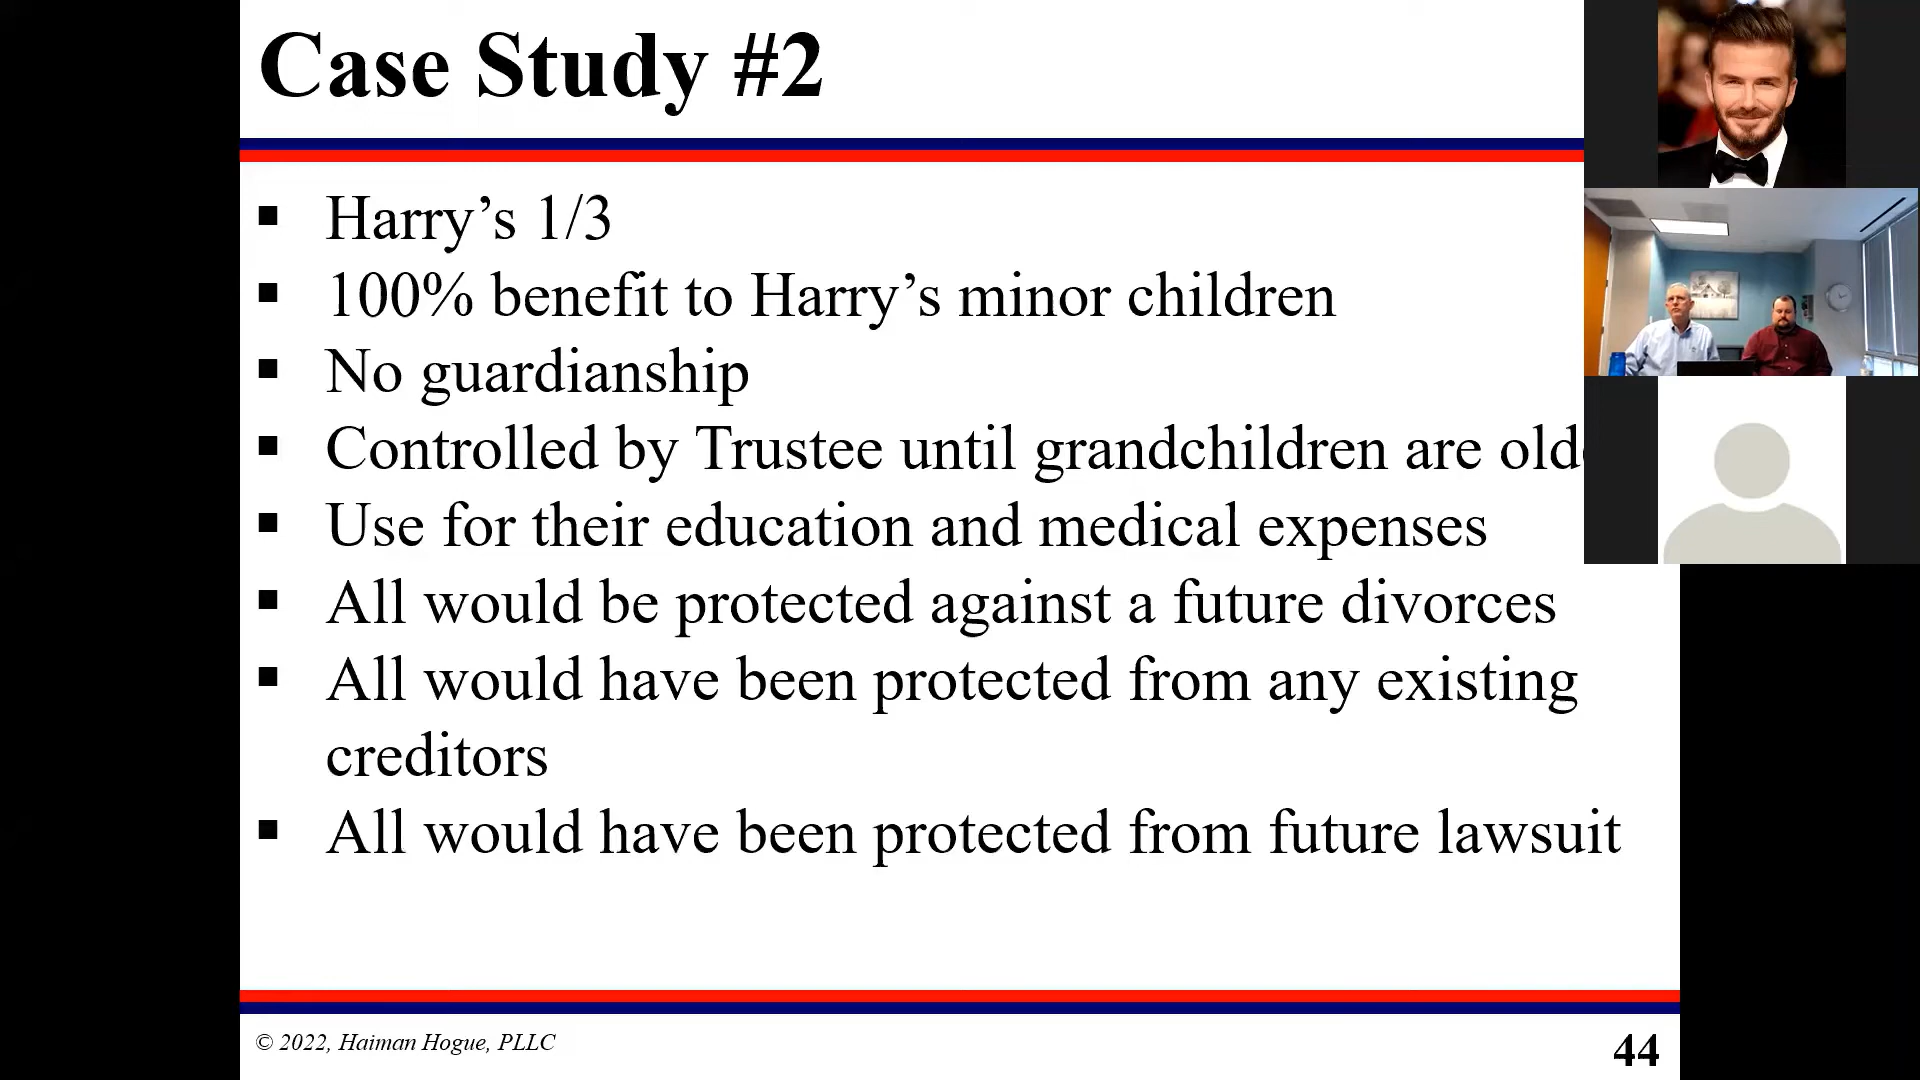 Case Study #2
Harry’s 1/3
100% benefit to Harry’s minor children
No guardianship
Controlled by Trustee until grandchildren are
Use for their education and medical expenses
All would be protected against a future divorces
All would have been protected from any existing
creditors
All would have been protected from future lawsuit
© 2022, Haiman Hogue, PLLC
44